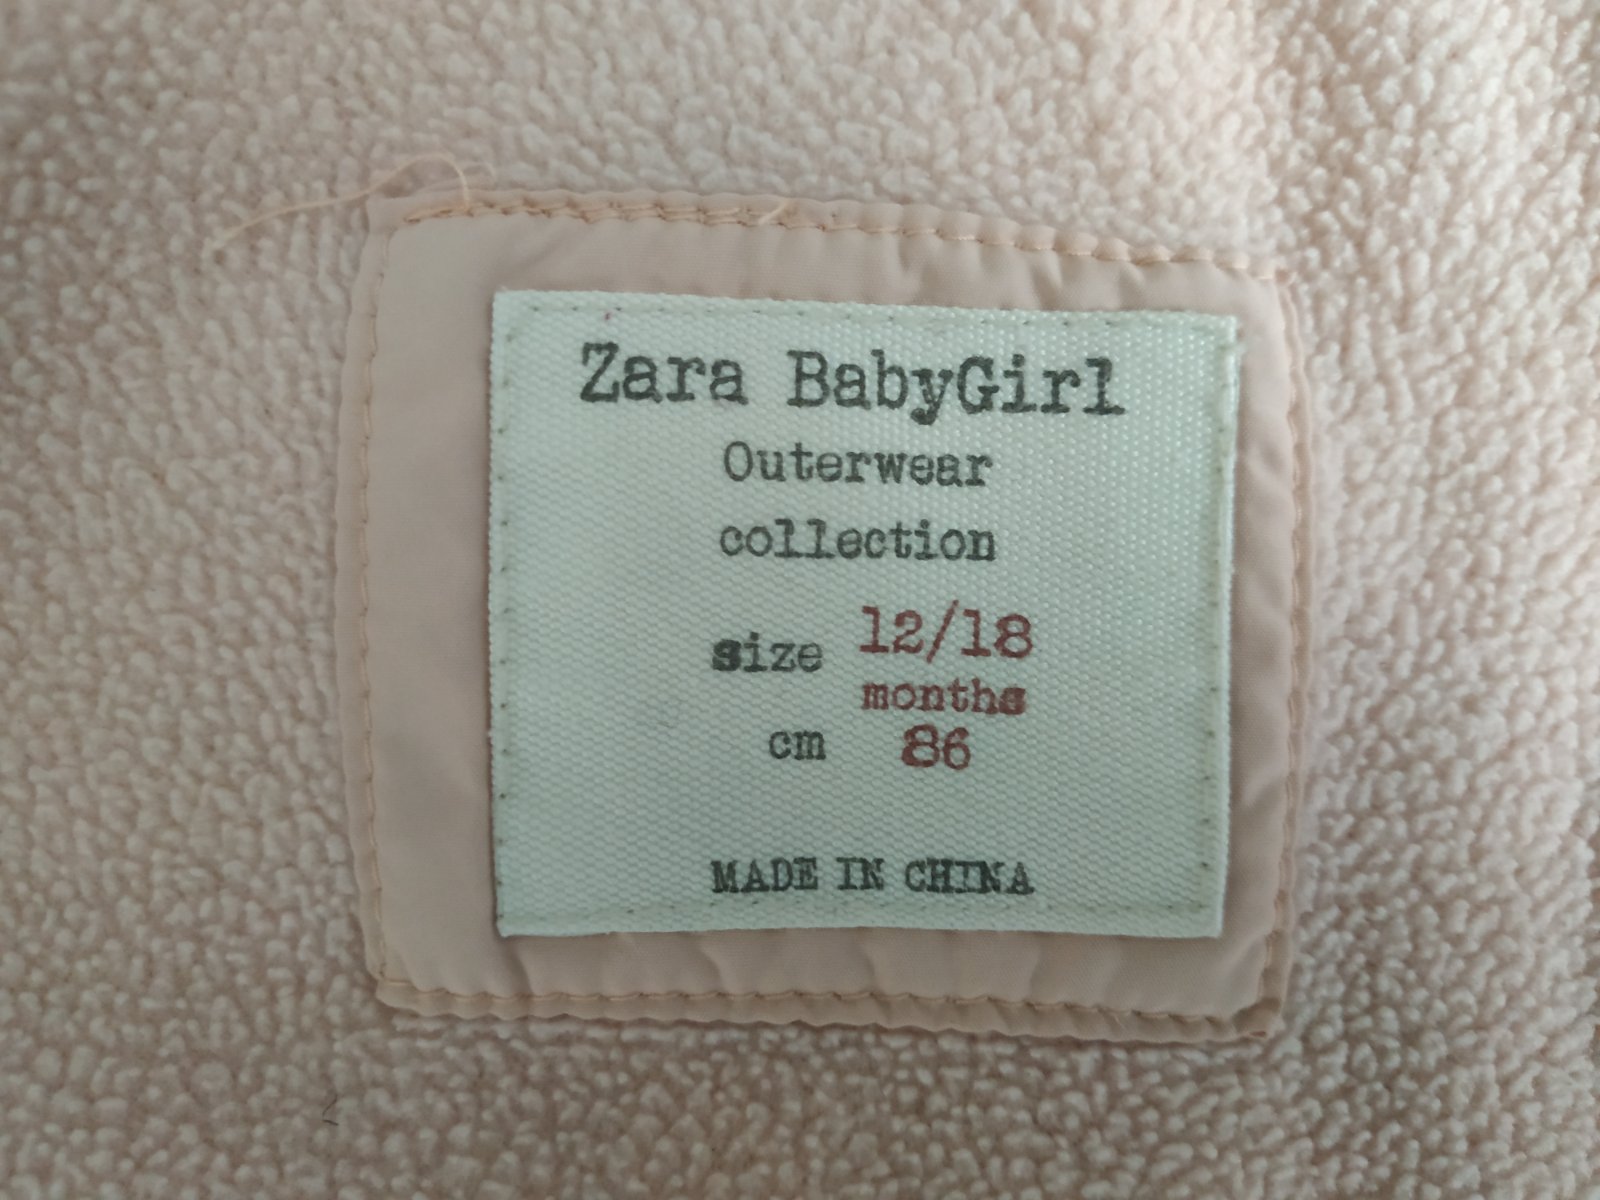 Zara BabyGirl
Outerwear
collection
size 12/18
months
cm 86
MADE IN CHINA